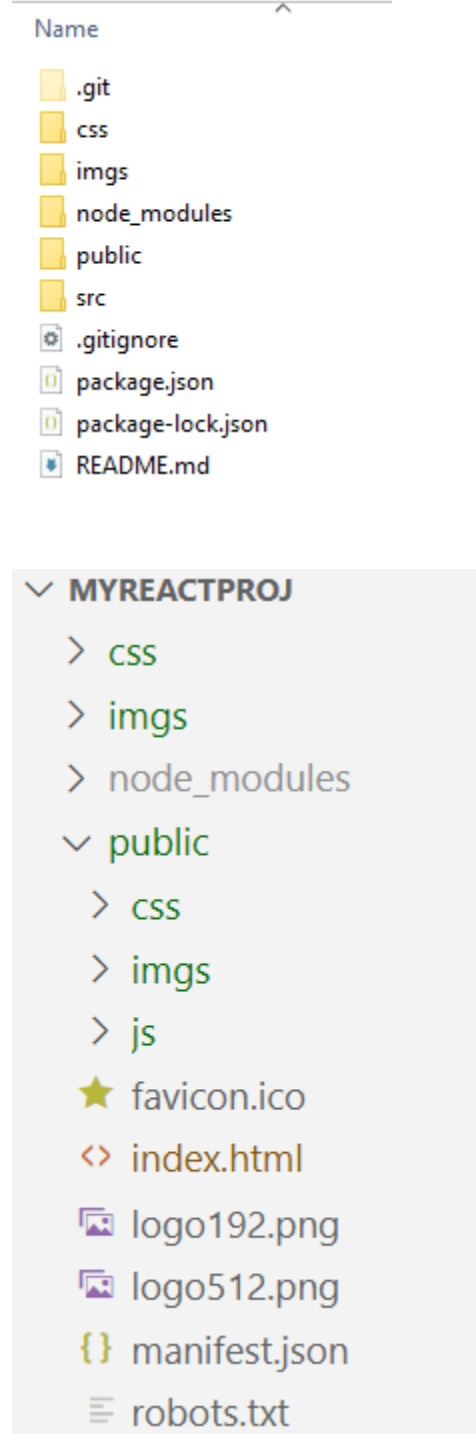 Name
.git
css
imgs
node_modules
public
src
.gitignore
package.json
package-lock.json
README.md
MYREACTPROJ
css
imgs
node_modules
public
css
imgs
js
favicon.ico
index.html
logo192.png
logo512.png
manifest.json
robots.txt